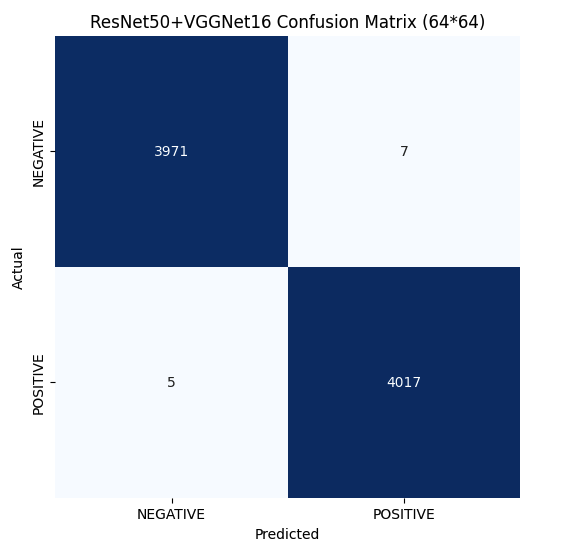 ResNet50+VGGNet16 Confusion Matrix (64*64)
NEGATIVE
3971
7
Actual
POSITIVE
5
4017
NEGATIVE
POSITIVE
Predicted